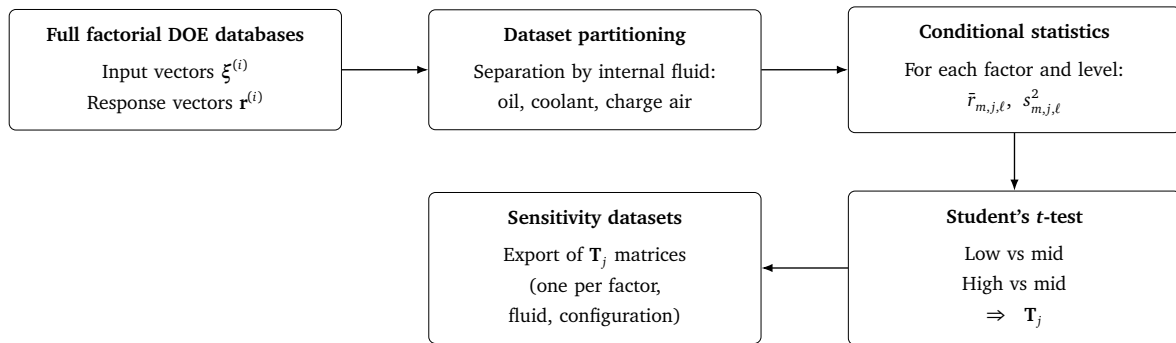 Full factorial DOE databases
Input vectors ξ^(i)
Response vectors r^(i)
Dataset partitioning
Separation by internal fluid:
oil, coolant, charge air
Conditional statistics
For each factor and level:
r̄_{m,j,ℓ}, s²_{m,j,ℓ}
Student's t-test
Low vs mid
High vs mid
⇒ T_j
Sensitivity datasets
Export of T_j matrices
(one per factor,
fluid, configuration)